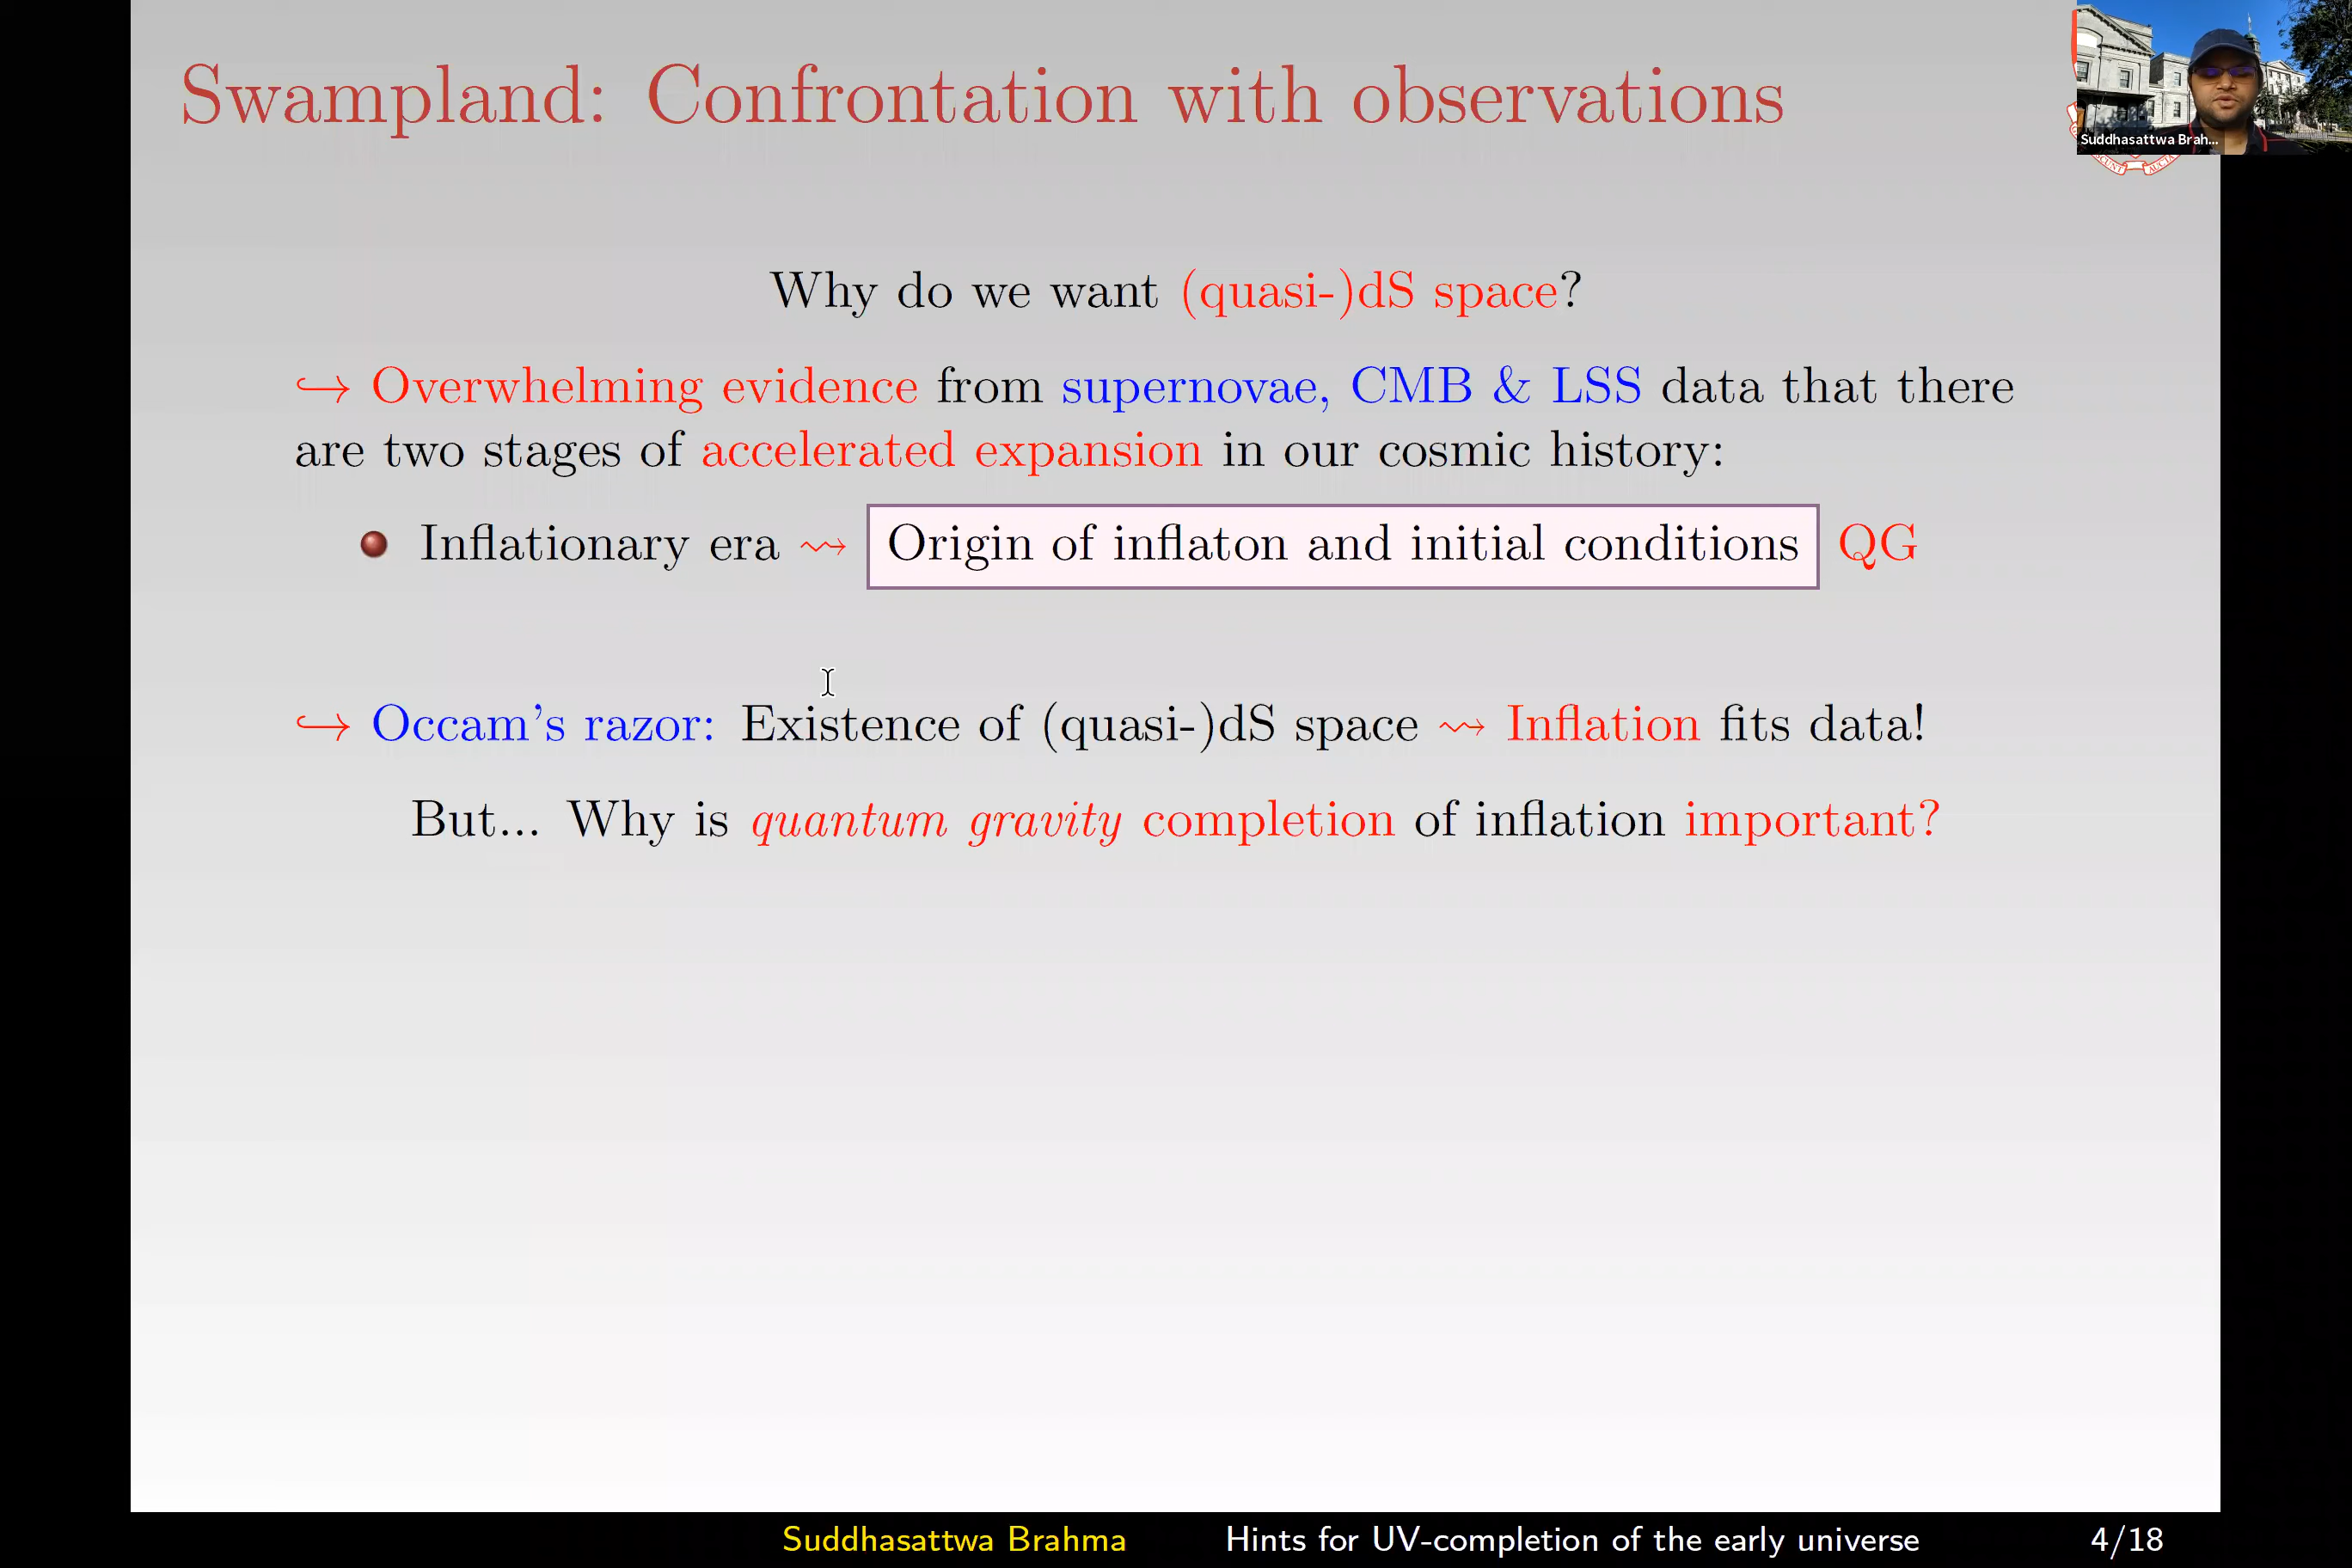 Swampland: Confrontation with observations
Suddhasattwa Brah...
Why do we want (quasi-)dS space?
↪ Overwhelming evidence from supernovae, CMB & LSS data that there
are two stages of accelerated expansion in our cosmic history:
Inflationary era ⇝ Origin of inflaton and initial conditions QG
↪ Occam's razor: Existence of (quasi-)dS space ⇝ Inflation fits data!
But... Why is quantum gravity completion of inflation important?
Suddhasattwa Brahma Hints for UV-completion of the early universe 4/18